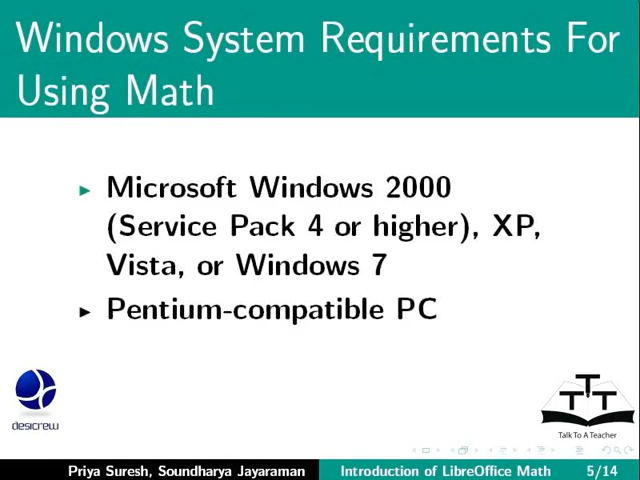 Windows System Requirements For
Using Math
Microsoft Windows 2000
(Service Pack 4 or higher), XP,
Vista, or Windows 7
Pentium-compatible PC
desicrew
T T T
Talk To A Teacher
Priya Suresh, Soundharya Jayaraman
Introduction of LibreOffice Math
5/14